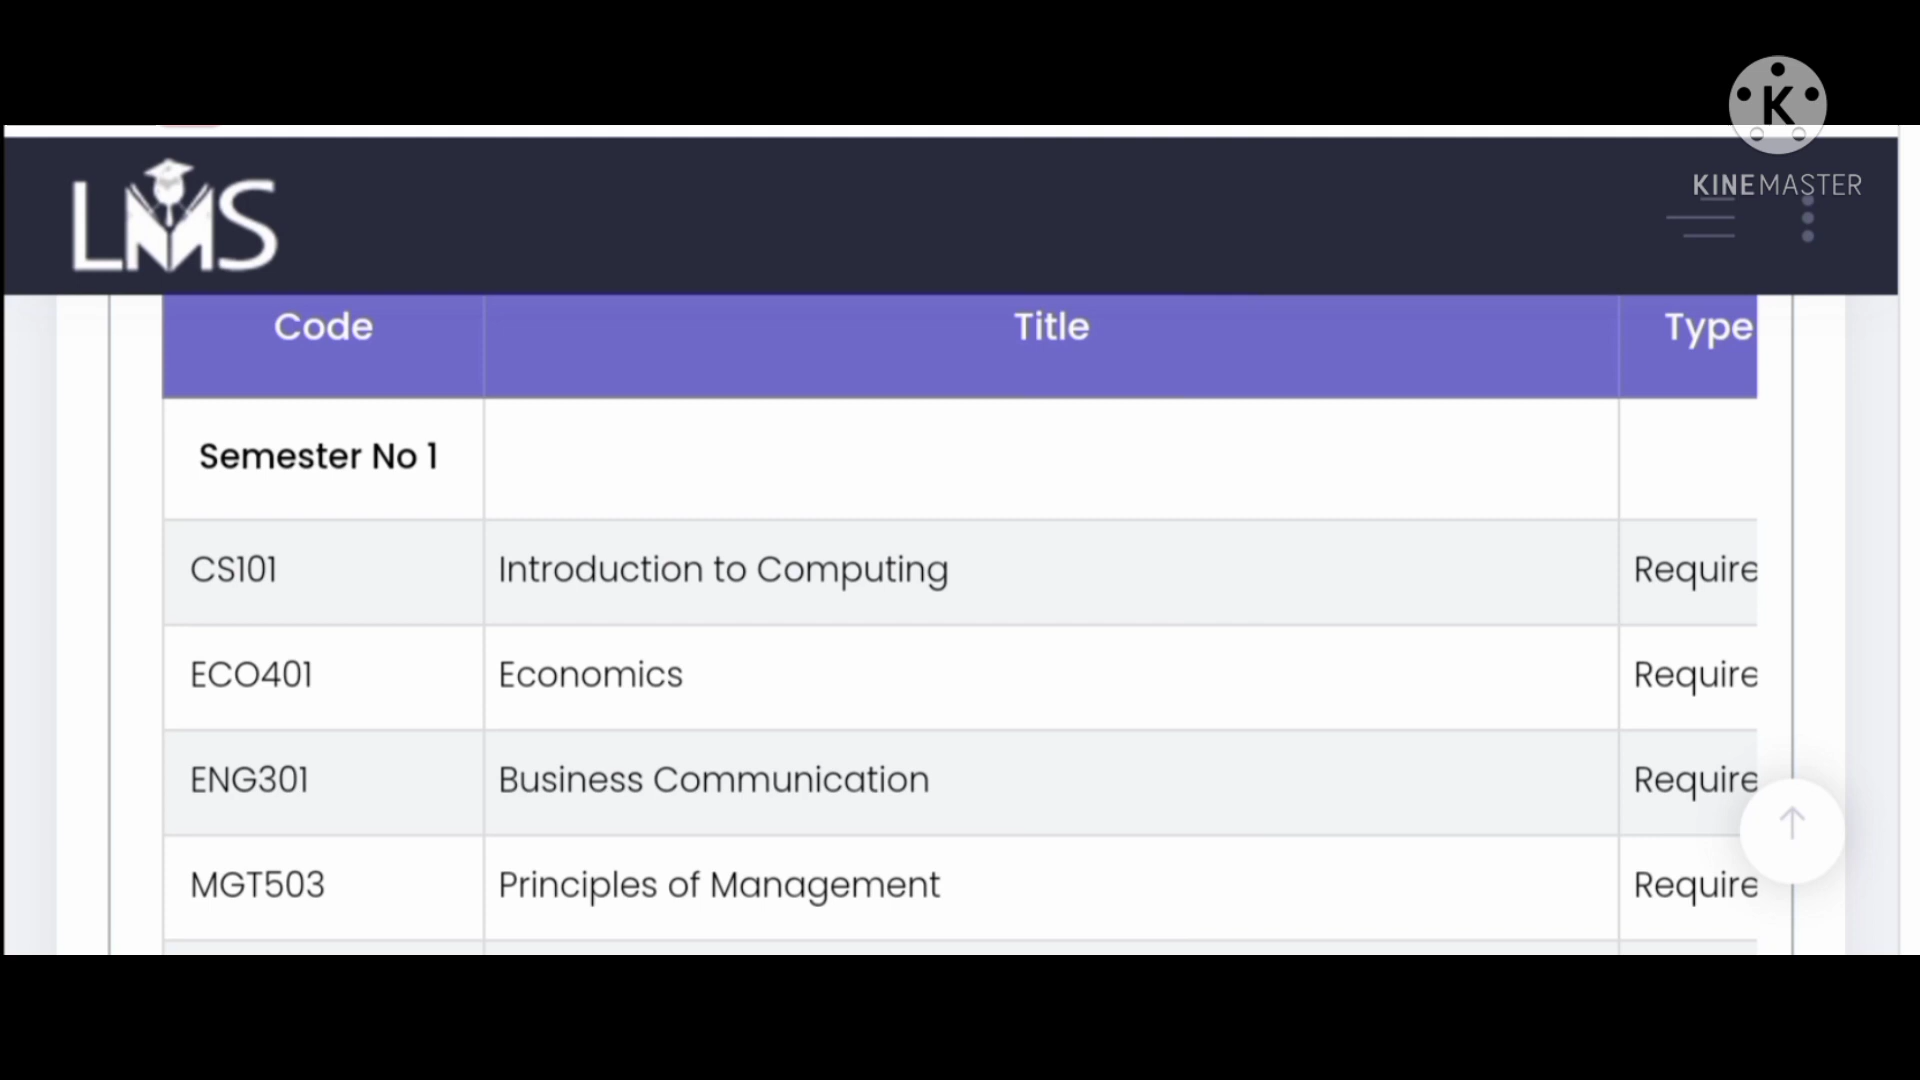 K
KINEMASTER
LMS
Code Title Type
Semester No 1
CS101 Introduction to Computing Require
ECO401 Economics Require
ENG301 Business Communication Require
MGT503 Principles of Management Require